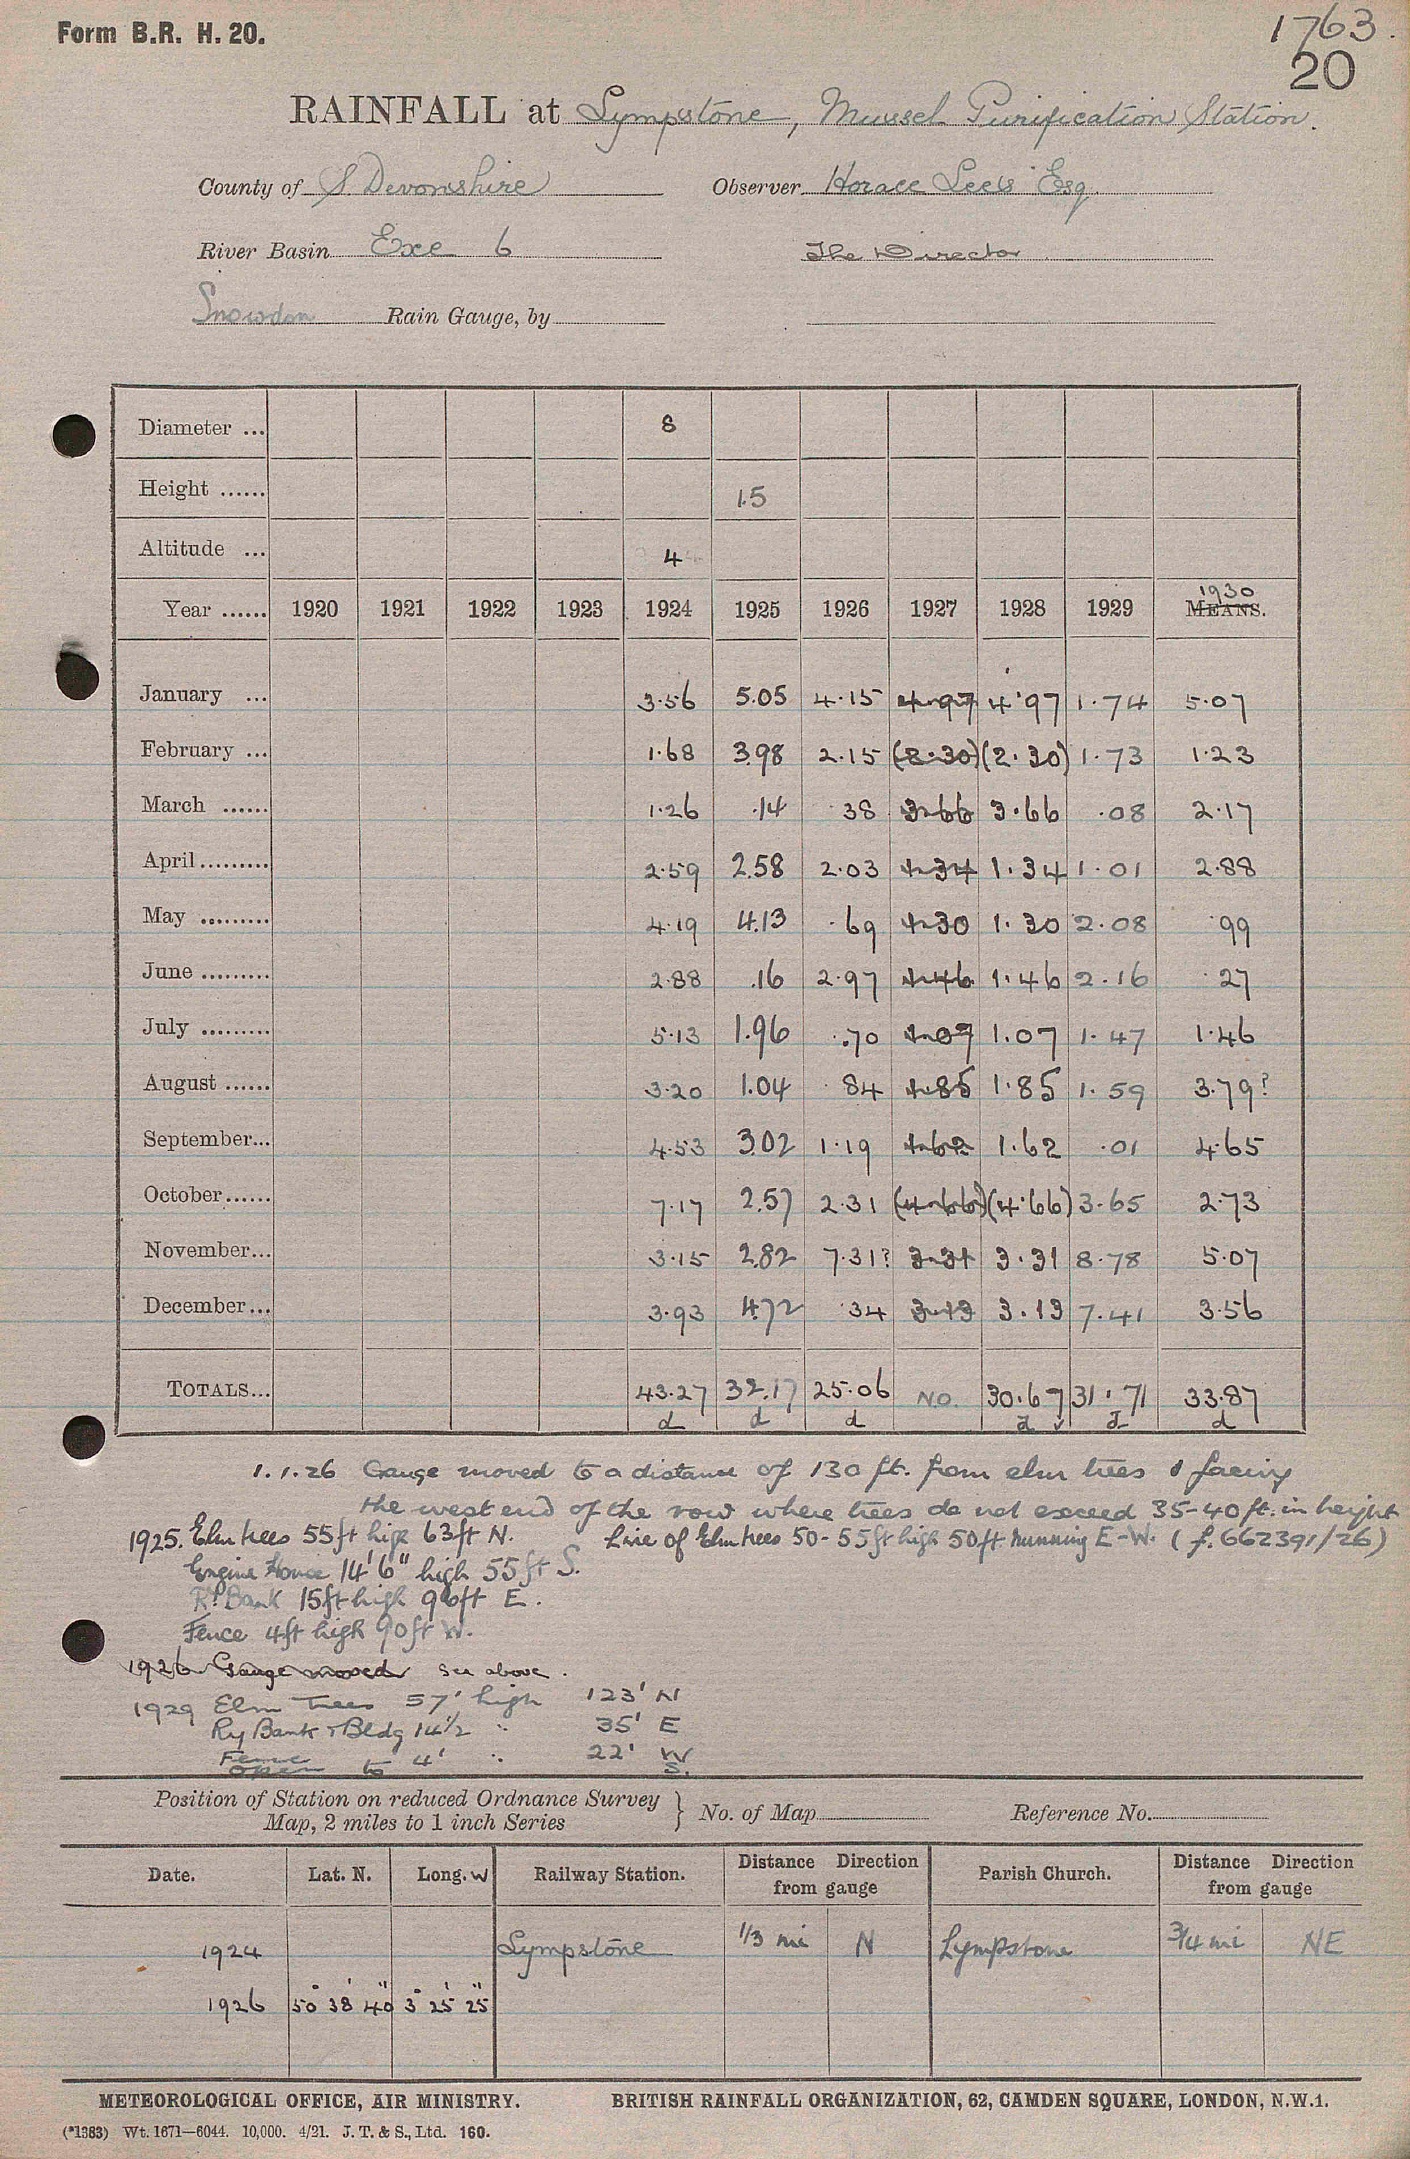 Form B.R. H. 20.
1763.
20
RAINFALL at Lympstone, Mussel Purification Station.
County of S. Devonshire Observer Horace Lees Esq.
River Basin Exe 6 The Director
Snowdon Rain Gauge, by
Diameter ... 8
Height ...... 1.5
Altitude ... 4
Year ...... 1920 1921 1922 1923 1924 1925 1926 1927 1928 1929 MEANS. 1930
January ... 3.56 5.05 4.15 4.97 4.97 1.74 5.07
February ... 1.68 3.98 2.15 (2.30) (2.30) 1.73 1.23
March ...... 1.26 .14 .38 3.66 3.66 .08 2.17
April......... 2.59 2.58 2.03 1.34 1.34 1.01 2.88
May ......... 4.19 4.13 .69 1.30 1.30 2.08 .99
June ......... 2.88 .16 2.97 1.46 1.46 2.16 .27
July ......... 5.13 1.96 .70 1.07 1.07 1.47 1.46
August ...... 3.20 1.04 .84 1.85 1.85 1.59 3.79?
September... 4.53 3.02 1.19 1.62 1.62 .01 4.65
October...... 7.17 2.57 2.31 (4.66) (4.66) 3.65 2.73
November... 3.15 2.82 7.31? 3.31 3.31 8.78 5.07
December... 3.93 4.72 .34 3.13 3.13 7.41 3.56
TOTALS... 43.27 32.17 25.06 NO. 30.67 31.71 33.87
d d d d ✓ d d
1.1.26 Gauge moved to a distance of 130 ft. from elm trees & facing
the west end of the row where trees do not exceed 35-40 ft. in height
1925. Elm trees 55ft high 63ft N. Line of Elm trees 50-55ft high 50ft running E-W. (f. 662391/26)
Engine House 14'6" high 55ft S.
Ry Bank 15ft high 96ft E.
Fence 4ft high 90ft W.
1926 Gauge moved see above.
1929 Elm Trees 57' high 123' N
Ry Bank & Bldg 14½ " 35' E
Fence to 4' " 22' W
open S.
Position of Station on reduced Ordnance Survey Map, 2 miles to 1 inch Series } No. of Map Reference No.
Date. Lat. N. Long. W Railway Station. Distance Direction from gauge Parish Church. Distance Direction from gauge
1924 Lympstone 1/3 mi N Lympstone 3/4 mi NE
1926 50° 38' 40" 3° 25' 25"
METEOROLOGICAL OFFICE, AIR MINISTRY. BRITISH RAINFALL ORGANIZATION, 62, CAMDEN SQUARE, LONDON, N.W.1.
(*1383) Wt. 1671—6044. 10,000. 4/21. J. T. & S., Ltd. 160.